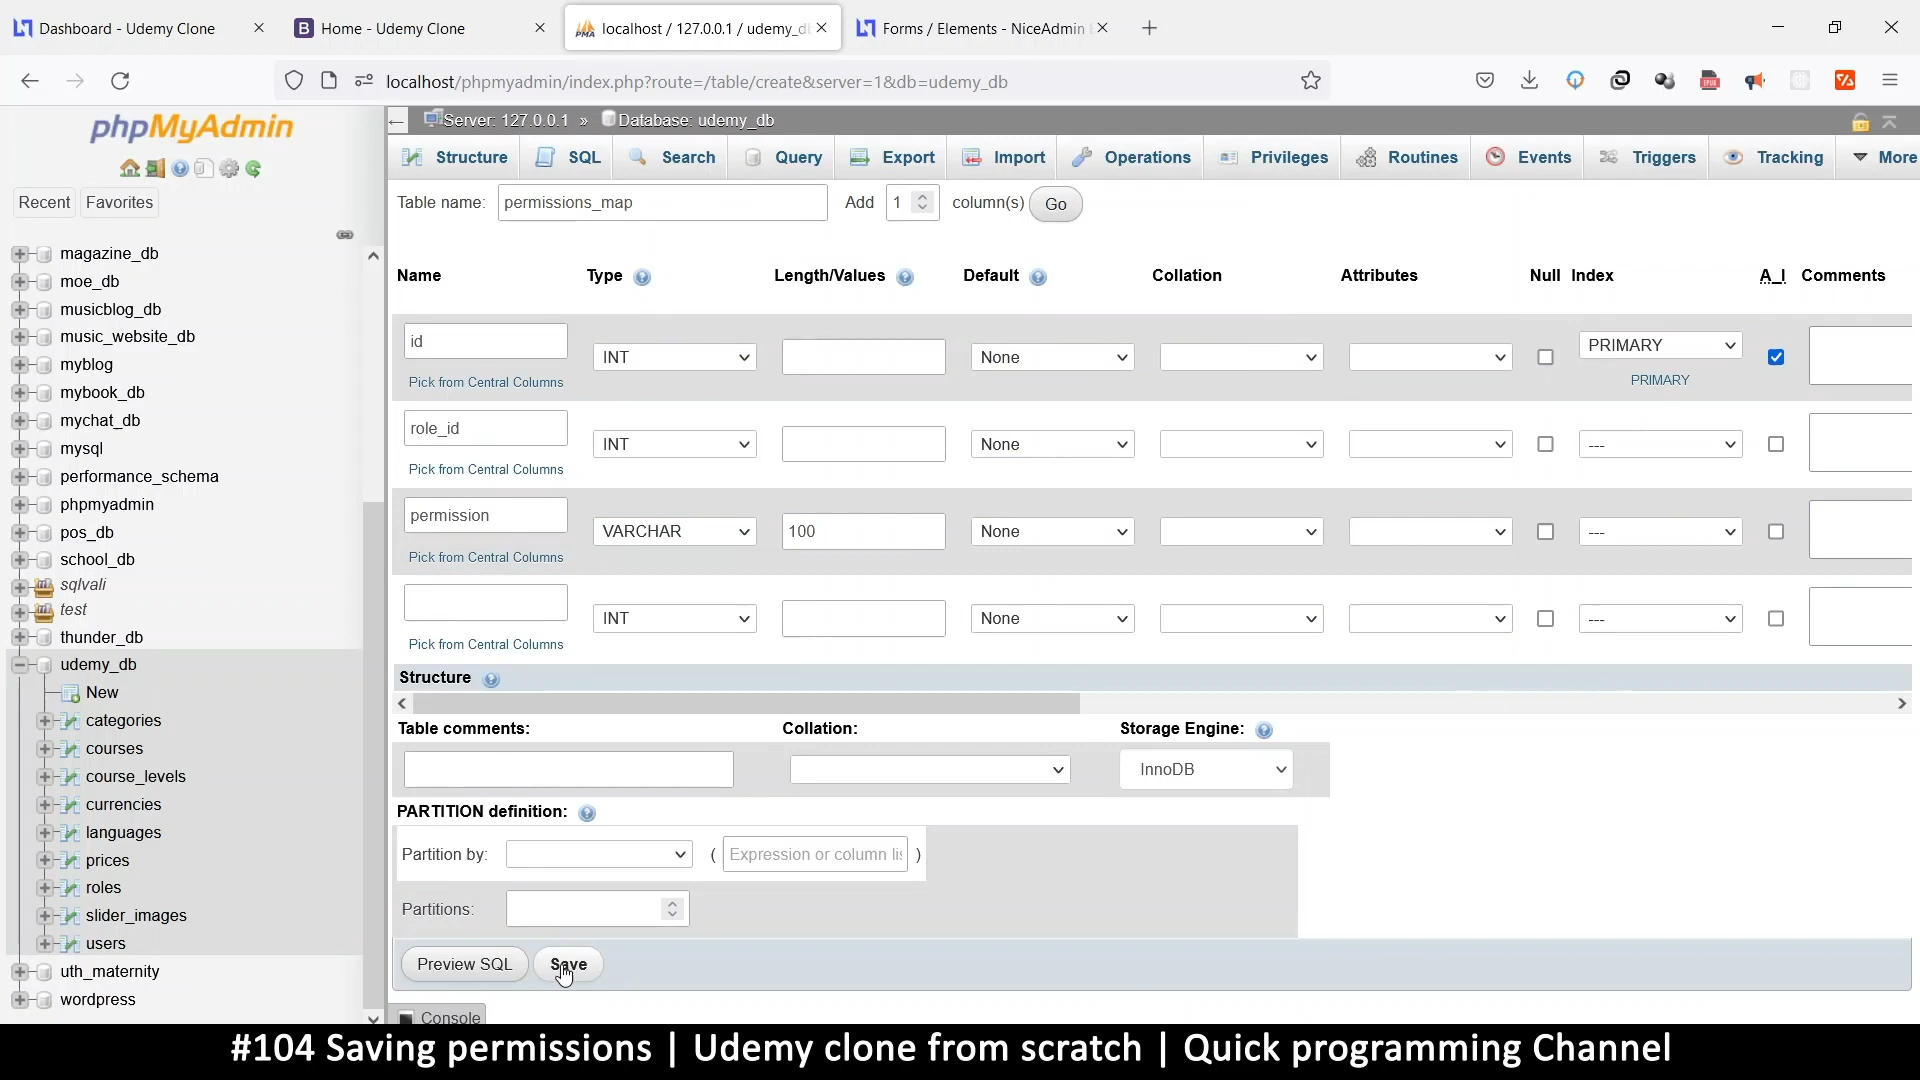 Dashboard - Udemy Clone
Home - Udemy Clone
localhost / 127.0.0.1 / udemy_d
Forms / Elements - NiceAdmin
localhost/phpmyadmin/index.php?route=/table/create&server=1&db=udemy_db
phpMyAdmin
Server: 127.0.0.1 » Database: udemy_db
Structure SQL Search Query Export Import Operations Privileges Routines Events Triggers Tracking More
Recent Favorites
magazine_db
moe_db
musicblog_db
music_website_db
myblog
mybook_db
mychat_db
mysql
performance_schema
phpmyadmin
pos_db
school_db
sqlvali
test
thunder_db
udemy_db
New
categories
courses
course_levels
currencies
languages
prices
roles
slider_images
users
uth_maternity
wordpress
Table name: permissions_map Add 1 column(s) Go
Name Type Length/Values Default Collation Attributes Null Index A_I Comments
id INT None PRIMARY
Pick from Central Columns PRIMARY
role_id INT None ---
Pick from Central Columns
permission VARCHAR 100 None ---
Pick from Central Columns
INT None ---
Pick from Central Columns
Structure
Table comments: Collation: Storage Engine:
InnoDB
PARTITION definition:
Partition by: ( Expression or column lis )
Partitions:
Preview SQL Save
Console
#104 Saving permissions | Udemy clone from scratch | Quick programming Channel